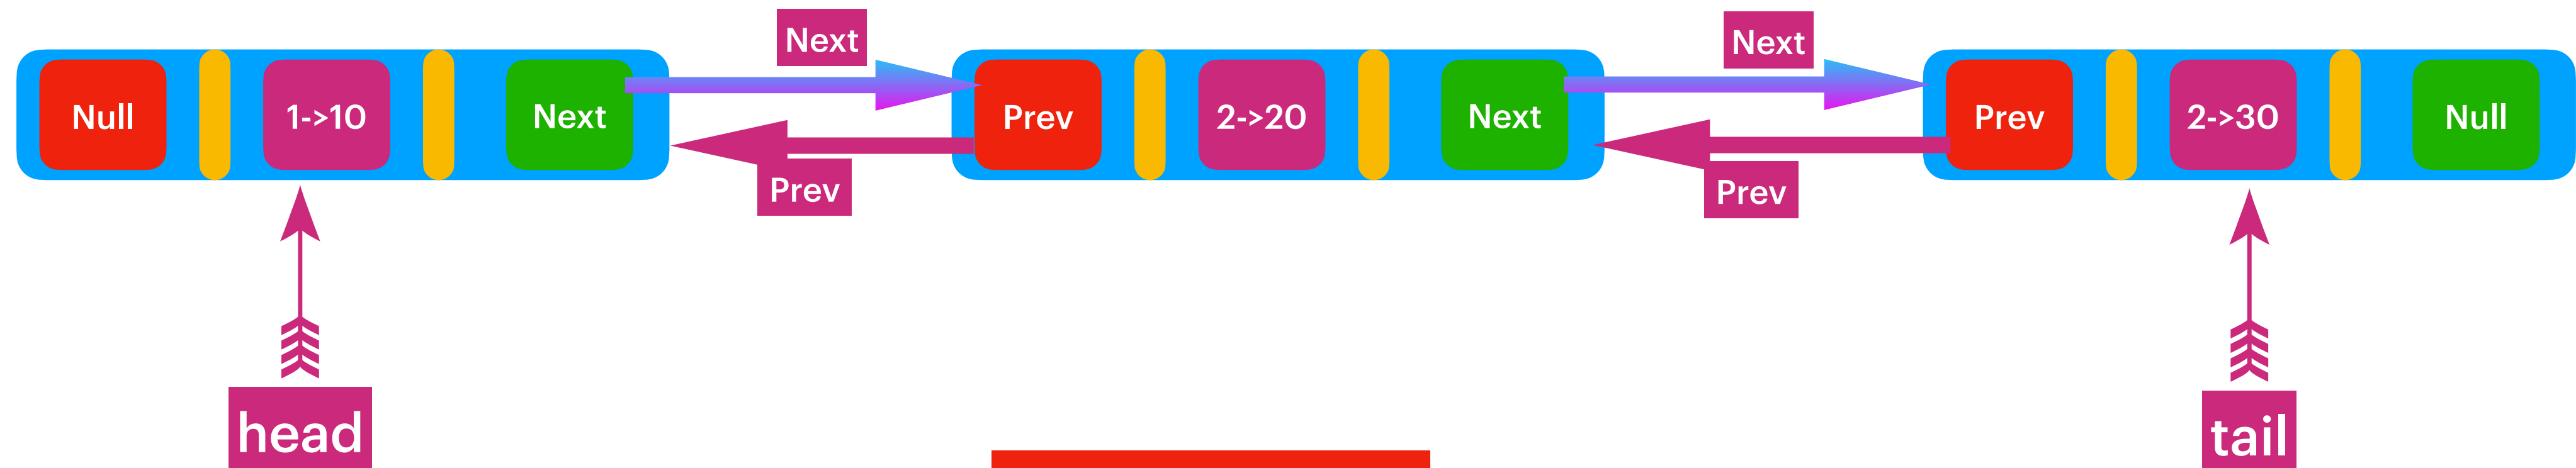 Next
Next
Null
1->10
Next
Prev
2->20
Next
Prev
2->30
Null
Prev
Prev
head
tail